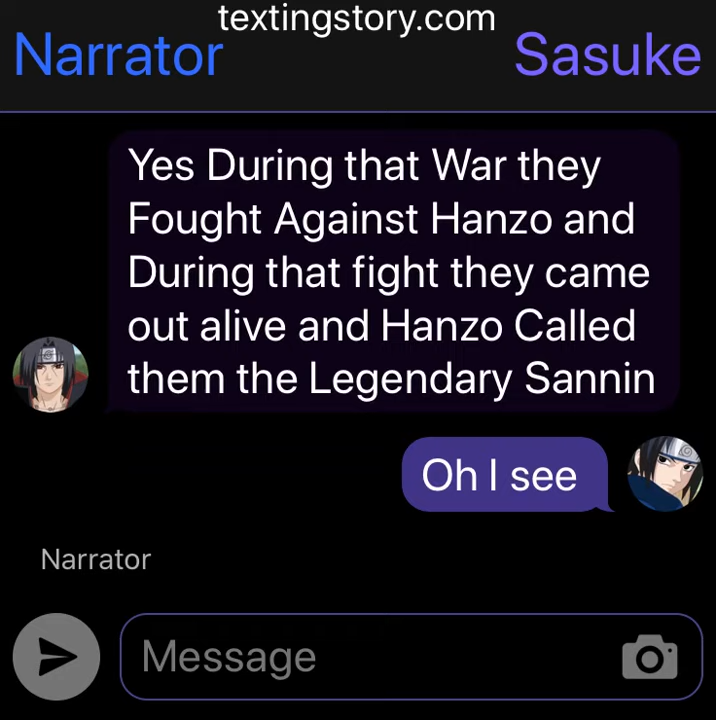 textingstory.com
Narrator
Sasuke
Yes During that War they
Fought Against Hanzo and
During that fight they came
out alive and Hanzo Called
them the Legendary Sannin
Oh I see
Narrator
Message